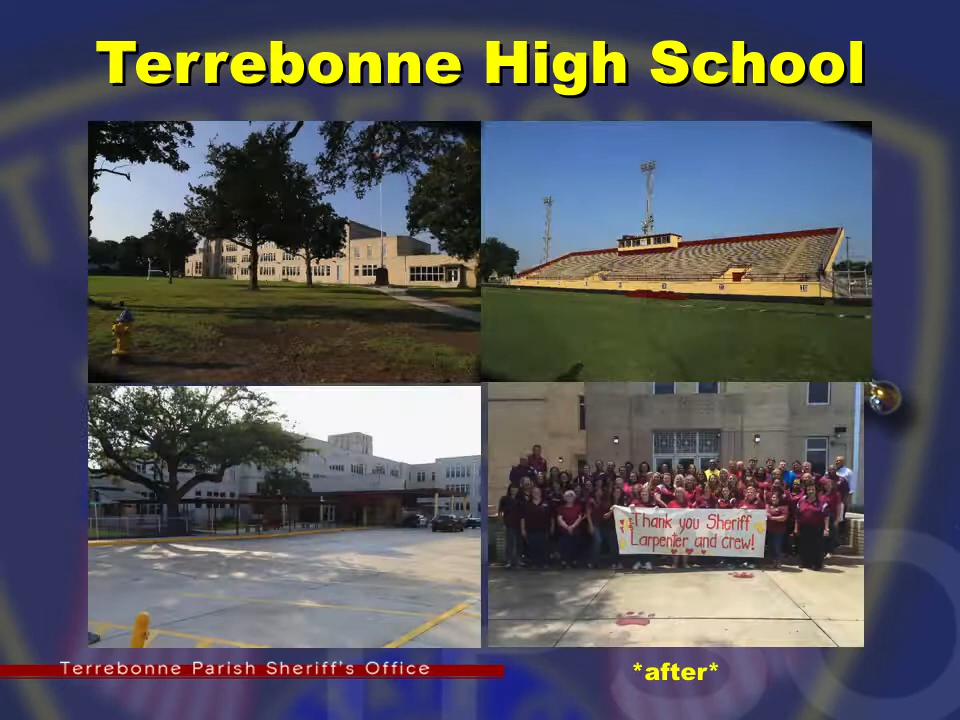 Terrebonne High School
Thank you Sheriff
Larpenter and crew!
Terrebonne Parish Sheriff's Office
*after*